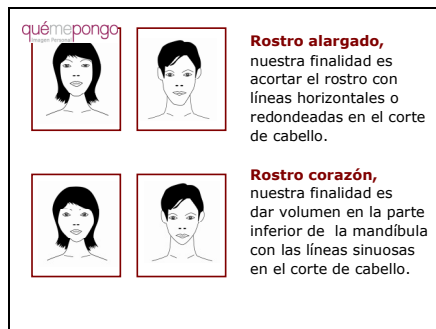 quémepongo
Imagen Personal
Rostro alargado,
nuestra finalidad es
acortar el rostro con
líneas horizontales o
redondeadas en el corte
de cabello.
Rostro corazón,
nuestra finalidad es
dar volumen en la parte
inferior de  la mandíbula
con las líneas sinuosas
en el corte de cabello.